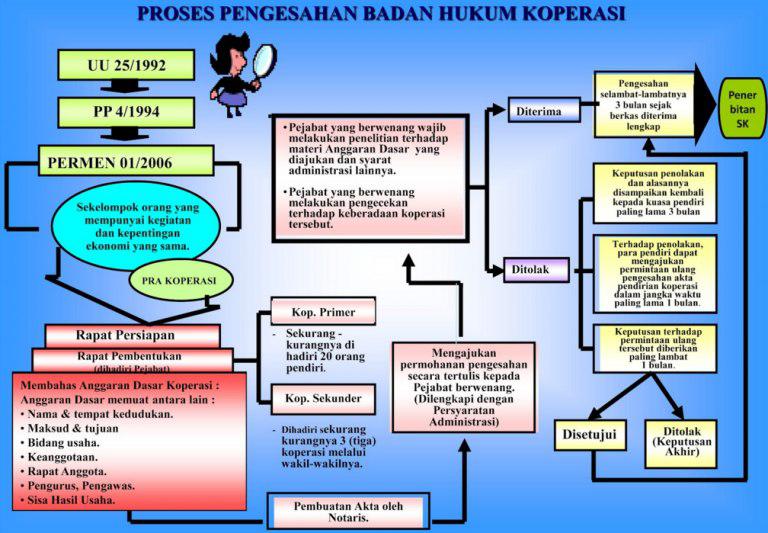 PROSES PENGESAHAN BADAN HUKUM KOPERASI
UU 25/1992
PP 4/1994
PERMEN 01/2006
Sekelompok orang yang
mempunyai kegiatan
dan kepentingan
ekonomi yang sama.
PRA KOPERASI
Rapat Persiapan
Rapat Pembentukan
(dihadiri Pejabat)
Membahas Anggaran Dasar Koperasi :
Anggaran Dasar memuat antara lain :
• Nama & tempat kedudukan.
• Maksud & tujuan
• Bidang usaha.
• Keanggotaan.
• Rapat Anggota.
• Pengurus, Pengawas.
• Sisa Hasil Usaha.
Kop. Primer
- Sekurang -
kurangnya di
hadiri 20 orang
pendiri.
Kop. Sekunder
- Dihadiri sekurang
kurangnya 3 (tiga)
koperasi melalui
wakil-wakilnya.
Pembuatan Akta oleh
Notaris.
Mengajukan
permohanan pengesahan
secara tertulis kepada
Pejabat berwenang.
(Dilengkapi dengan
Persyaratan
Administrasi)
• Pejabat yang berwenang wajib
melakukan penelitian terhadap
materi Anggaran Dasar yang
diajukan dan syarat
administrasi lainnya.
• Pejabat yang berwenang
melakukan pengecekan
terhadap keberadaan koperasi
tersebut.
Diterima
Pengesahan
selambat-lambatnya
3 bulan sejak
berkas diterima
lengkap
Pener
bitan
SK
Ditolak
Keputusan penolakan
dan alasannya
disampaikan kembali
kepada kuasa pendiri
paling lama 3 bulan
Terhadap penolakan,
para pendiri dapat
mengajukan
permintaan ulang
pengesahan akta
pendirian koperasi
dalam jangka waktu
paling lama 1 bulan.
Keputusan terhadap
permintaan ulang
tersebut diberikan
paling lambat
1 bulan.
Disetujui
Ditolak
(Keputusan
Akhir)